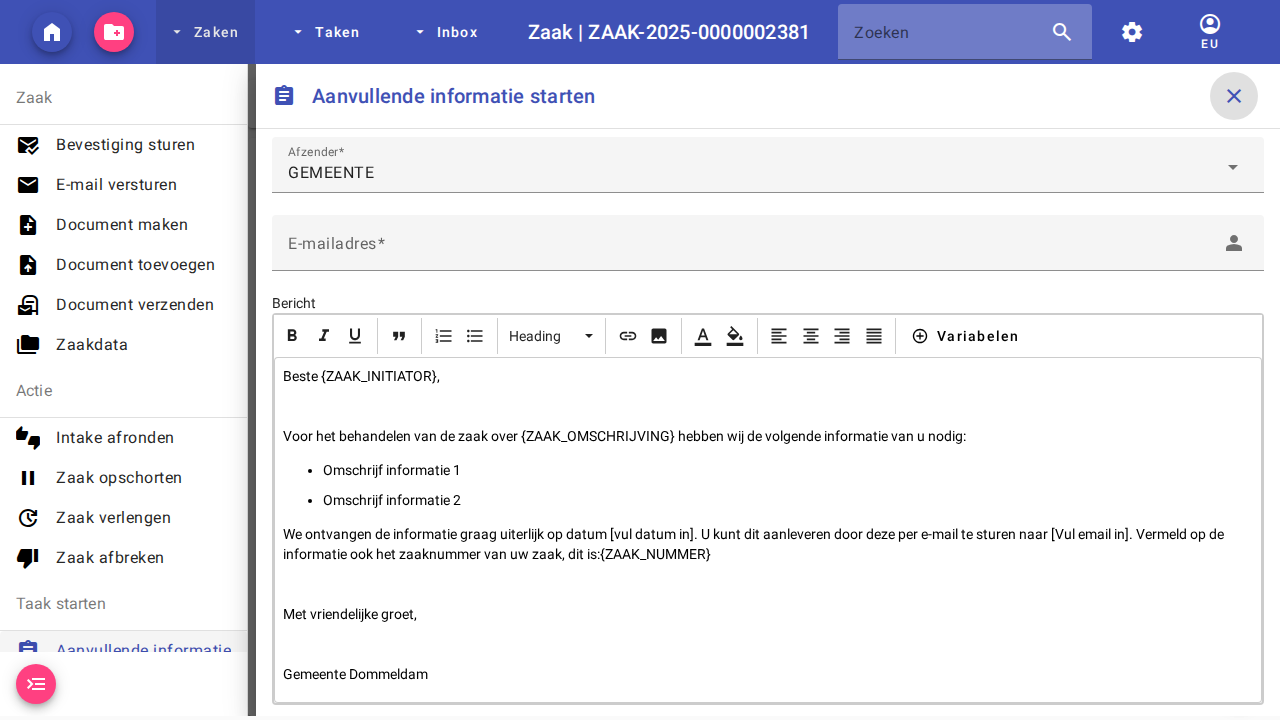 Zaken
Taken
Inbox
Zaak | ZAAK-2025-0000002381
Zoeken
EU
Zaak
Bevestiging sturen
E-mail versturen
Document maken
Document toevoegen
Document verzenden
Zaakdata
Actie
Intake afronden
Zaak opschorten
Zaak verlengen
Zaak afbreken
Taak starten
Aanvullende informatie
Aanvullende informatie starten
Afzender*
GEMEENTE
E-mailadres*
Bericht
Heading
Variabelen
Beste {ZAAK_INITIATOR},
Voor het behandelen van de zaak over {ZAAK_OMSCHRIJVING} hebben wij de volgende informatie van u nodig:
• Omschrijf informatie 1
• Omschrijf informatie 2
We ontvangen de informatie graag uiterlijk op datum [vul datum in]. U kunt dit aanleveren door deze per e-mail te sturen naar [Vul email in]. Vermeld op de
informatie ook het zaaknummer van uw zaak, dit is:{ZAAK_NUMMER}
Met vriendelijke groet,
Gemeente Dommeldam